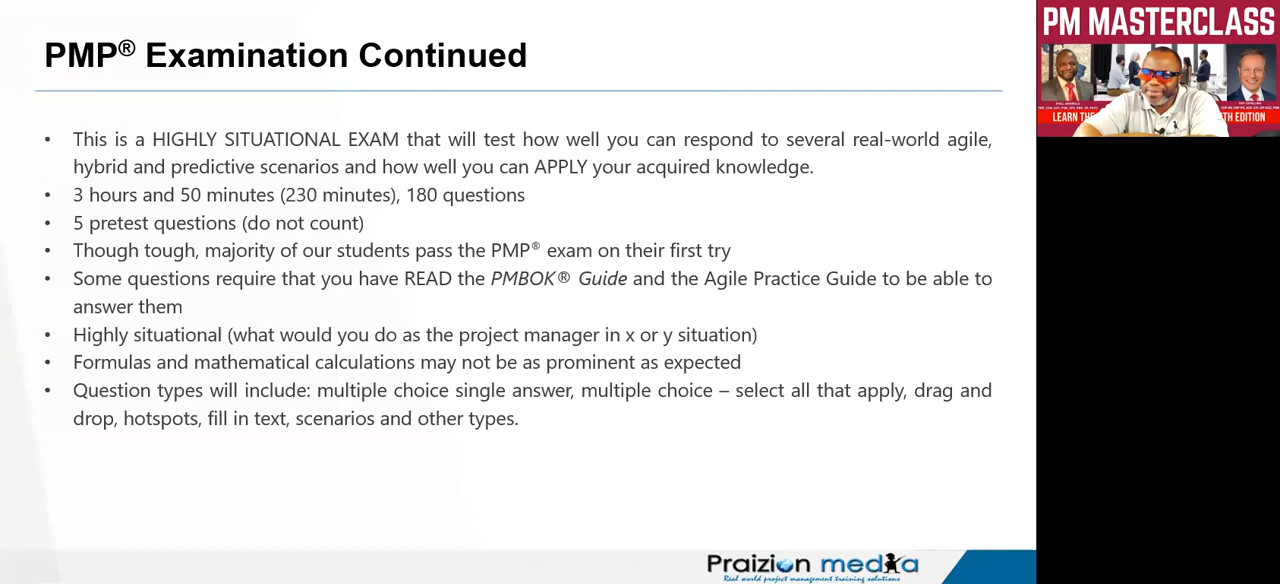 PMP® Examination Continued
• This is a HIGHLY SITUATIONAL EXAM that will test how well you can respond to several real-world agile,
hybrid and predictive scenarios and how well you can APPLY your acquired knowledge.
• 3 hours and 50 minutes (230 minutes), 180 questions
• 5 pretest questions (do not count)
• Though tough, majority of our students pass the PMP® exam on their first try
• Some questions require that you have READ the PMBOK® Guide and the Agile Practice Guide to be able to
answer them
• Highly situational (what would you do as the project manager in x or y situation)
• Formulas and mathematical calculations may not be as prominent as expected
• Question types will include: multiple choice single answer, multiple choice – select all that apply, drag and
drop, hotspots, fill in text, scenarios and other types.
Praizion media
Real world project management training solutions
PM MASTERCLASS
LEARN THE
TH EDITION